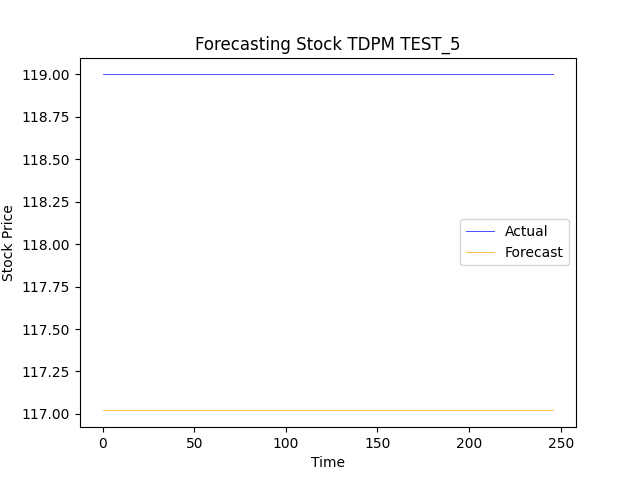 Forecasting Stock TDPM TEST_5
119.00
118.75
118.50
118.25
118.00
117.75
117.50
117.25
117.00
Stock Price
Actual
Forecast
0 50 100 150 200 250
Time